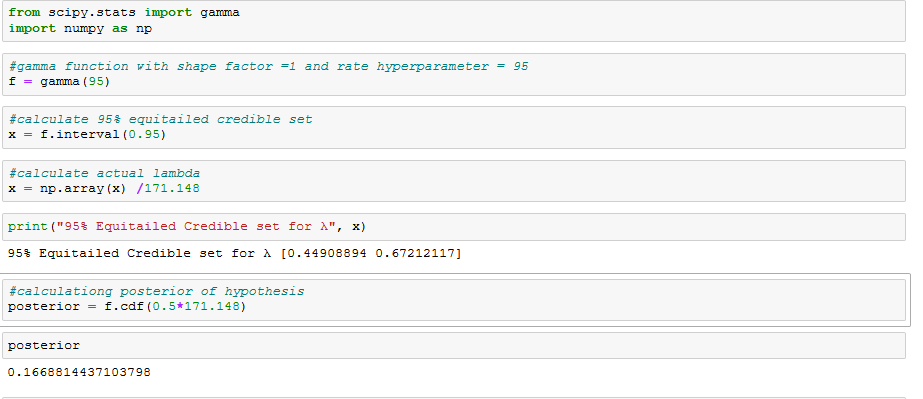 from scipy.stats import gamma
import numpy as np
#gamma function with shape factor =1 and rate hyperparameter = 95
f = gamma(95)
#calculate 95% equitailed credible set
x = f.interval(0.95)
#calculate actual lambda
x = np.array(x) /171.148
print("95% Equitailed Credible set for λ", x)
95% Equitailed Credible set for λ [0.44908894 0.67212117]
#calculationg posterior of hypothesis
posterior = f.cdf(0.5*171.148)
posterior
0.1668814437103798